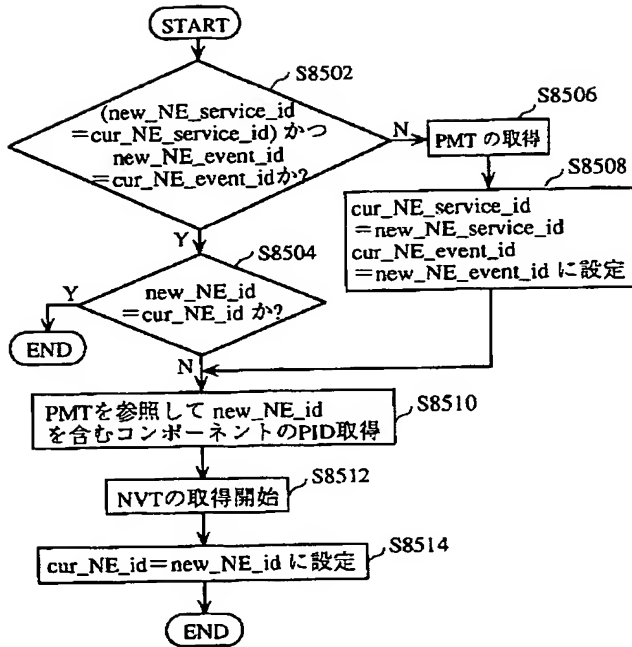 START
S8502
(new_NE_service_id
=cur_NE_service_id) かつ
new_NE_event_id
=cur_NE_event_idか?
N
S8506
PMT の取得
S8508
cur_NE_service_id
=new_NE_service_id
cur_NE_event_id
=new_NE_event_id に設定
Y
S8504
new_NE_id
=cur_NE_id か?
Y
END
N
S8510
PMTを参照して new_NE_id
を含むコンポーネントのPID取得
S8512
NVTの取得開始
S8514
cur_NE_id=new_NE_id に設定
END